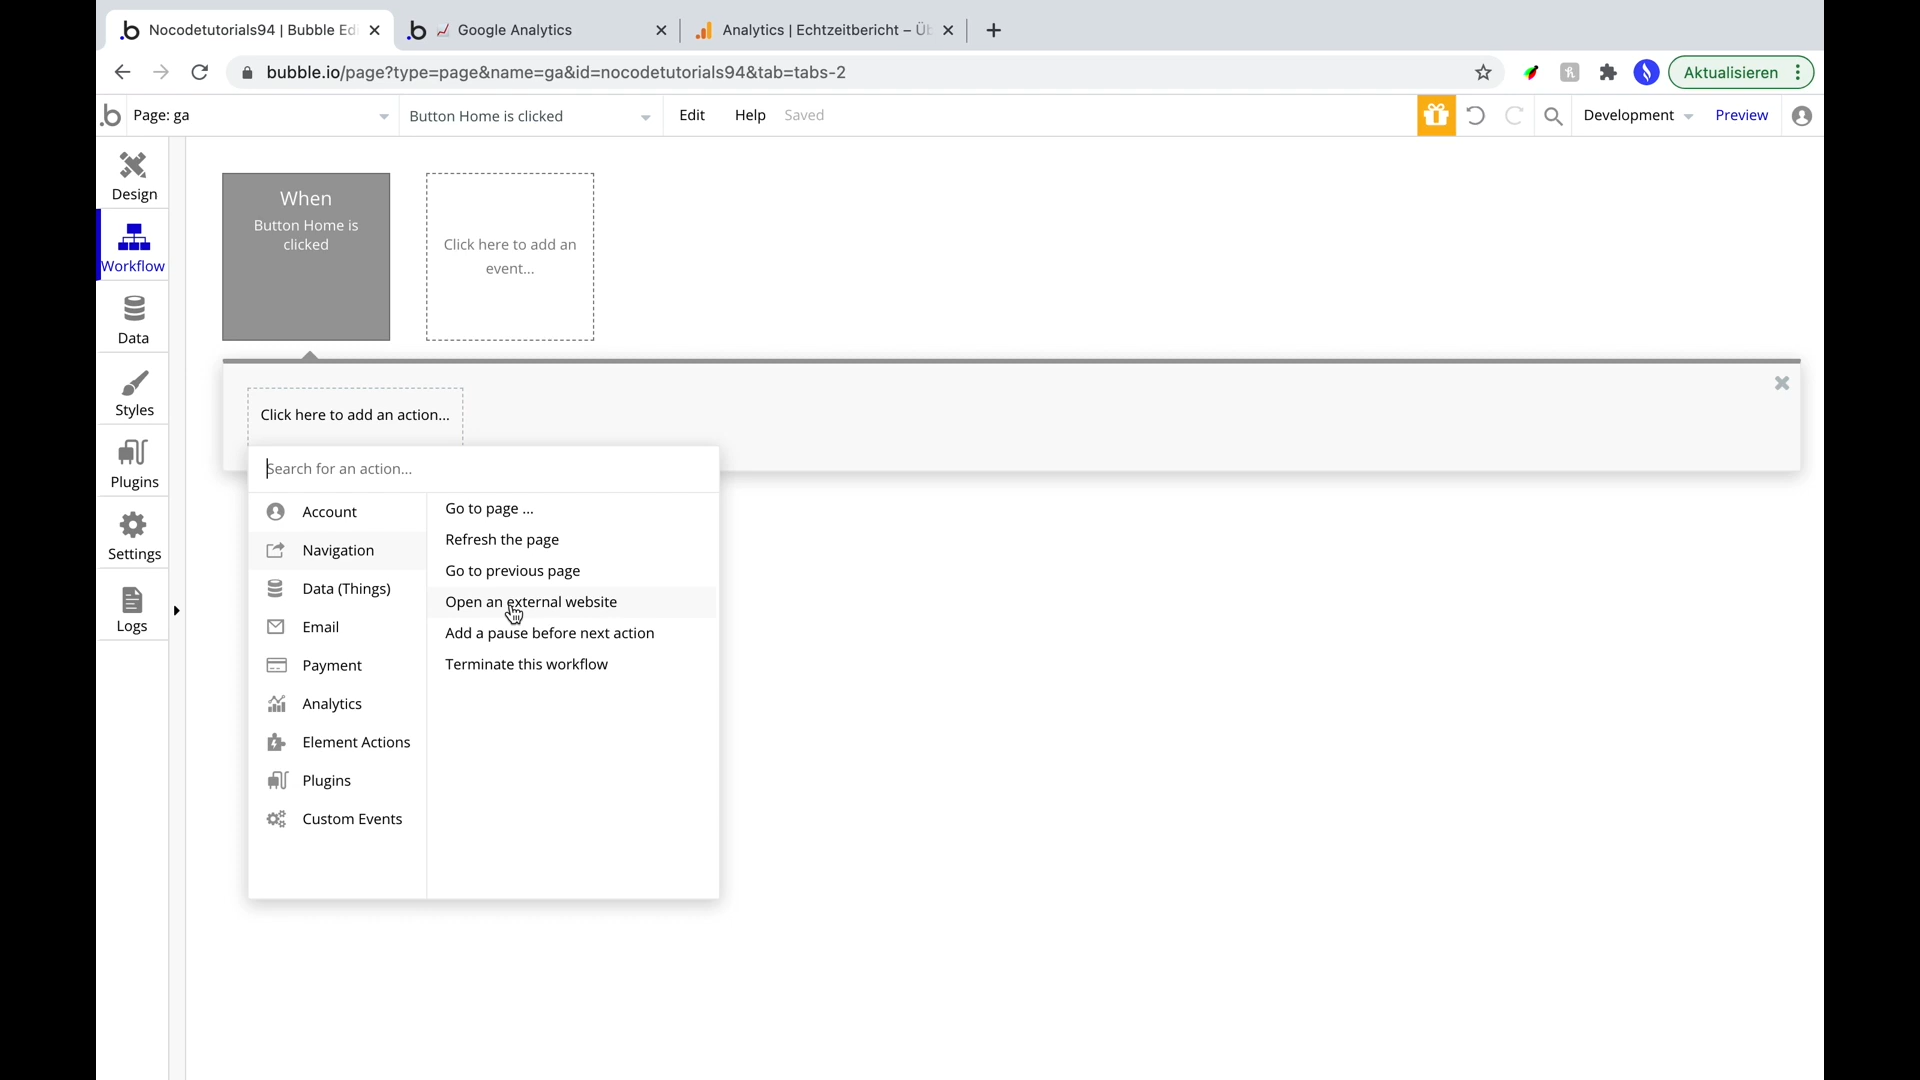 Nocodetutorials94 | Bubble Ed
Google Analytics
Analytics | Echtzeitbericht – Üb
bubble.io/page?type=page&name=ga&id=nocodetutorials94&tab=tabs-2
Aktualisieren
Page: ga
Button Home is clicked
Edit
Help
Saved
Development
Preview
Design
Workflow
Data
Styles
Plugins
Settings
Logs
When
Button Home is
clicked
Click here to add an
event...
Click here to add an action...
Search for an action...
Account
Navigation
Data (Things)
Email
Payment
Analytics
Element Actions
Plugins
Custom Events
Go to page ...
Refresh the page
Go to previous page
Open an external website
Add a pause before next action
Terminate this workflow